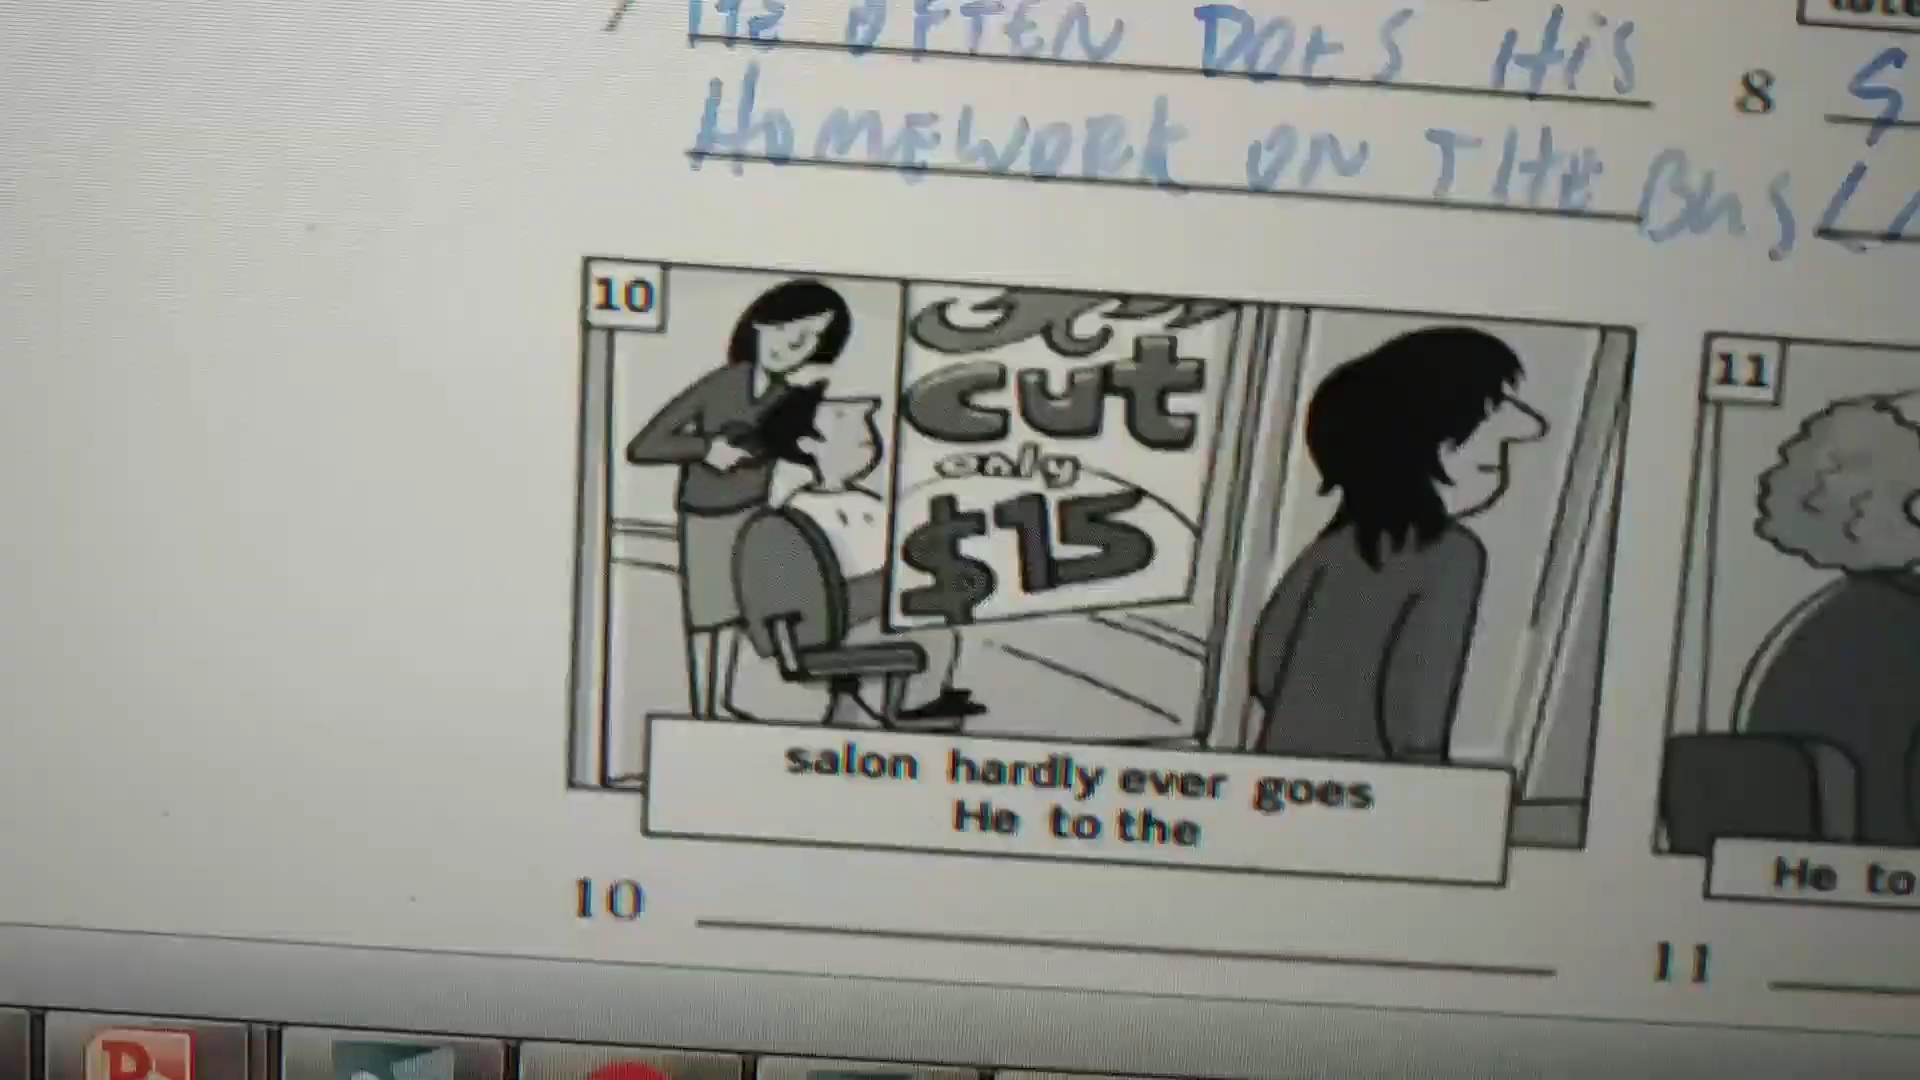 HE OFTEN DOES HIS
HOMEWORK ON THE BUS
8 S
10
cut
only
$15
salon hardly ever goes
He to the
10
11
He to
11